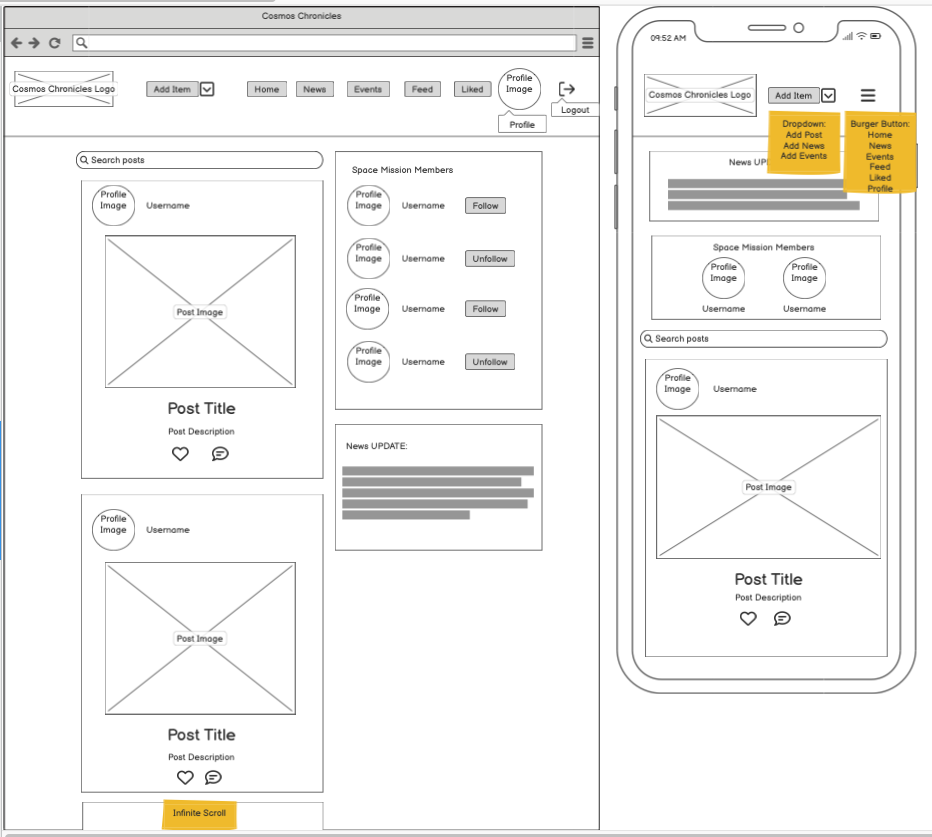 Cosmos Chronicles
Cosmos Chronicles Logo
Add Item
Home
News
Events
Feed
Liked
Profile
Image
Profile
Logout
Search posts
Profile
Image
Username
Post Image
Post Title
Post Description
Profile
Image
Username
Post Image
Post Title
Post Description
Infinite Scroll
Space Mission Members
Profile
Image
Username
Follow
Profile
Image
Username
Unfollow
Profile
Image
Username
Follow
Profile
Image
Username
Unfollow
News UPDATE:
09:52 AM
Cosmos Chronicles Logo
Add Item
Dropdown:
Add Post
Add News
Add Events
Burger Button:
Home
News
Events
Feed
Liked
Profile
News UP
Space Mission Members
Profile
Image
Username
Profile
Image
Username
Search posts
Profile
Image
Username
Post Image
Post Title
Post Description